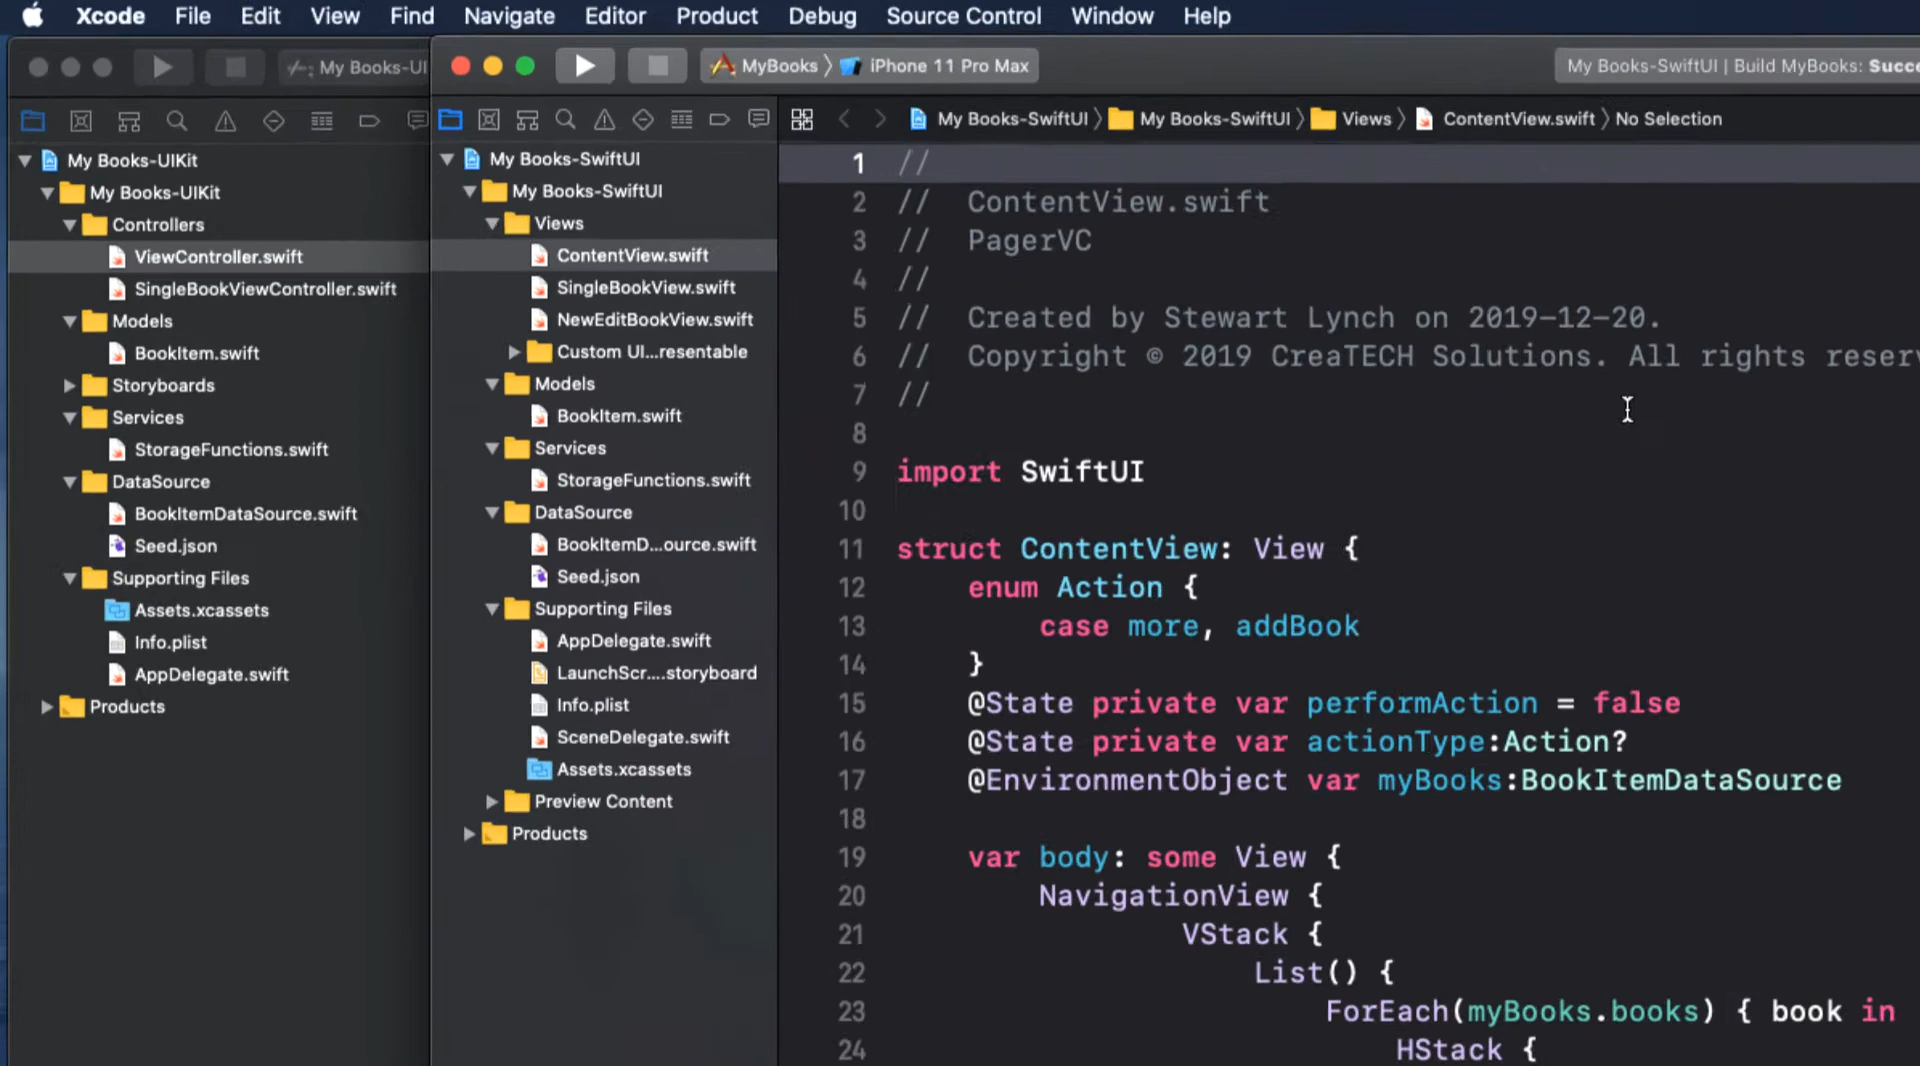 Xcode File Edit View Find Navigate Editor Product Debug Source Control Window Help
My Books-UI
MyBooks iPhone 11 Pro Max
My Books-SwiftUI | Build MyBooks: Succe
My Books-UIKit
My Books-UIKit
Controllers
ViewController.swift
SingleBookViewController.swift
Models
BookItem.swift
Storyboards
Services
StorageFunctions.swift
DataSource
BookItemDataSource.swift
Seed.json
Supporting Files
Assets.xcassets
Info.plist
AppDelegate.swift
Products
My Books-SwiftUI
My Books-SwiftUI
Views
ContentView.swift
SingleBookView.swift
NewEditBookView.swift
Custom UI...resentable
Models
BookItem.swift
Services
StorageFunctions.swift
DataSource
BookItemD...ource.swift
Seed.json
Supporting Files
AppDelegate.swift
LaunchScr....storyboard
Info.plist
SceneDelegate.swift
Assets.xcassets
Preview Content
Products
My Books-SwiftUI 〉 My Books-SwiftUI 〉 Views 〉 ContentView.swift 〉 No Selection
1 //
2 //  ContentView.swift
3 //  PagerVC
4 //
5 //  Created by Stewart Lynch on 2019-12-20.
6 //  Copyright © 2019 CreaTECH Solutions. All rights reserv
7 //
8
9 import SwiftUI
10
11 struct ContentView: View {
12     enum Action {
13         case more, addBook
14     }
15     @State private var performAction = false
16     @State private var actionType:Action?
17     @EnvironmentObject var myBooks:BookItemDataSource
18
19     var body: some View {
20         NavigationView {
21                 VStack {
22                     List() {
23                         ForEach(myBooks.books) { book in
24                             HStack {